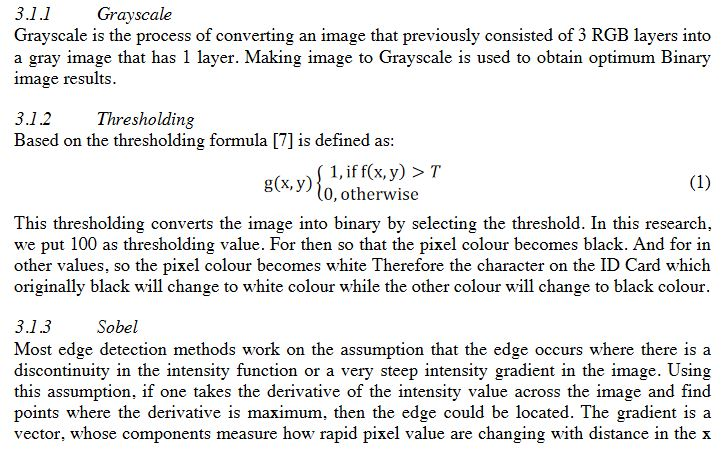 3.1.1 Grayscale
Grayscale is the process of converting an image that previously consisted of 3 RGB layers into
a gray image that has 1 layer. Making image to Grayscale is used to obtain optimum Binary
image results.
3.1.2 Thresholding
Based on the thresholding formula [7] is defined as:
g(x, y) { 1, if f(x, y) > T
0, otherwise (1)
This thresholding converts the image into binary by selecting the threshold. In this research,
we put 100 as thresholding value. For then so that the pixel colour becomes black. And for in
other values, so the pixel colour becomes white Therefore the character on the ID Card which
originally black will change to white colour while the other colour will change to black colour.
3.1.3 Sobel
Most edge detection methods work on the assumption that the edge occurs where there is a
discontinuity in the intensity function or a very steep intensity gradient in the image. Using
this assumption, if one takes the derivative of the intensity value across the image and find
points where the derivative is maximum, then the edge could be located. The gradient is a
vector, whose components measure how rapid pixel value are changing with distance in the x